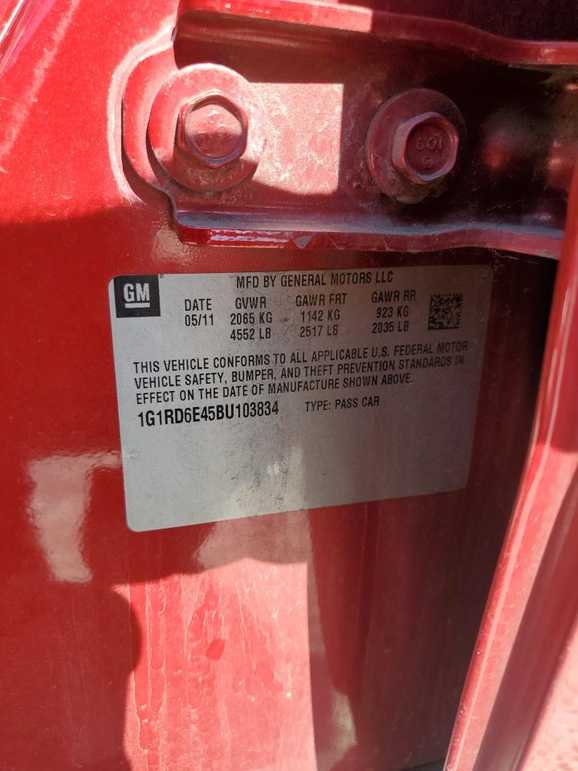 GM
MFD BY GENERAL MOTORS LLC
DATE GVWR GAWR FRT GAWR RR
05/11 2065 KG 1142 KG 923 KG
4552 LB 2517 LB 2035 LB
THIS VEHICLE CONFORMS TO ALL APPLICABLE U.S. FEDERAL MOTOR
VEHICLE SAFETY, BUMPER, AND THEFT PREVENTION STANDARDS IN
EFFECT ON THE DATE OF MANUFACTURE SHOWN ABOVE.
1G1RD6E45BU103834 TYPE: PASS CAR